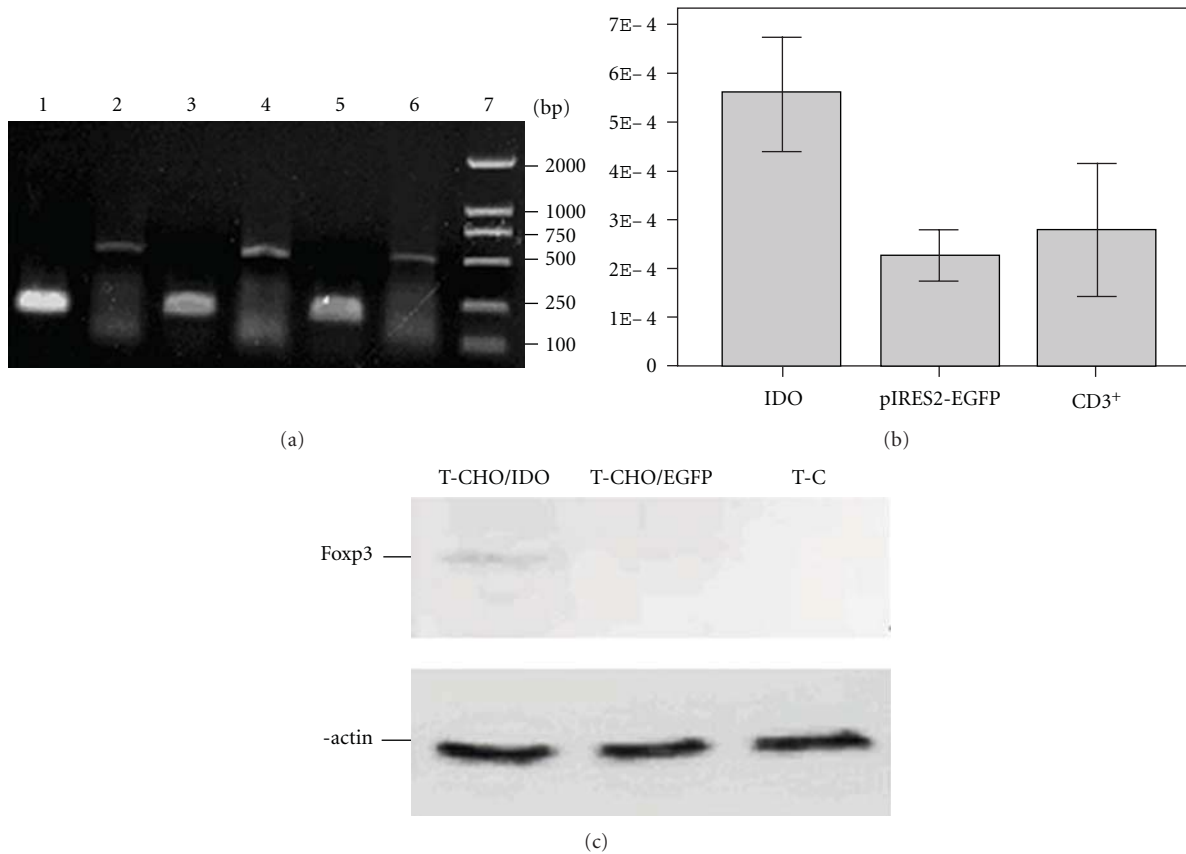 1 2 3 4 5 6 7 (bp)
2000
1000
750
500
250
100
(a)
7E−4
6E−4
5E−4
4E−4
3E−4
2E−4
1E−4
0
IDO pIRES2-EGFP CD3+
(b)
T-CHO/IDO T-CHO/EGFP T-C
Foxp3
-actin
(c)